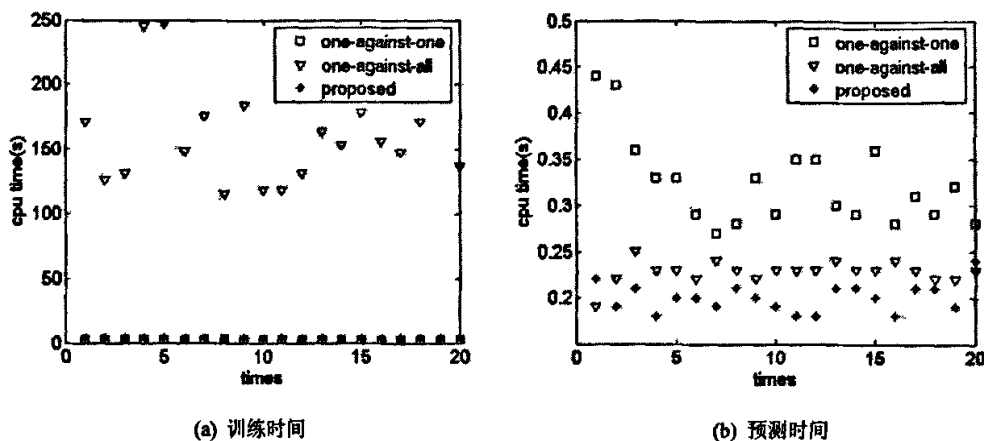 250
200
150
100
50
0
cpu time(s)
0 5 10 15 20
times
one-against-one
one-against-all
proposed
(a) 训练时间
0.5
0.45
0.4
0.35
0.3
0.25
0.2
cpu time(s)
0 5 10 15 20
times
one-against-one
one-against-all
proposed
(b) 预测时间